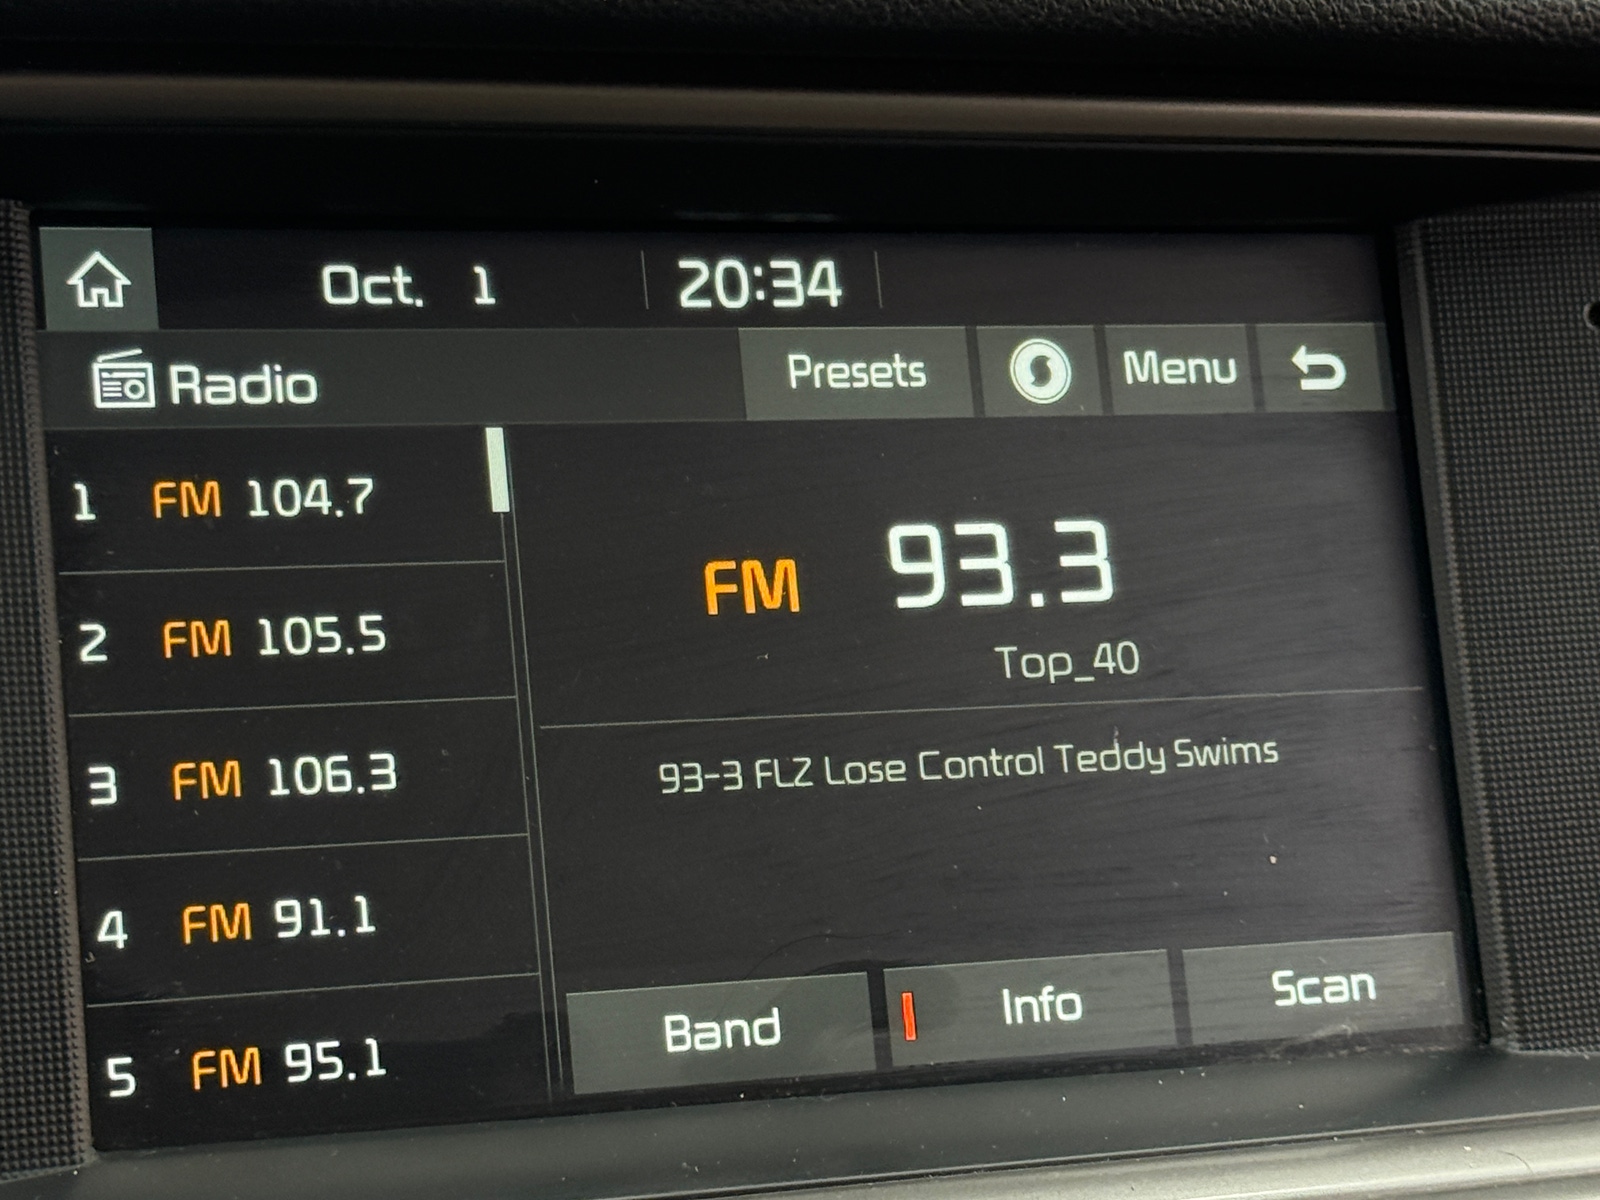 Oct. 1 20:34
Radio Presets Menu
1 FM 104.7
2 FM 105.5
3 FM 106.3
4 FM 91.1
5 FM 95.1
FM 93.3
Top_40
93-3 FLZ Lose Control Teddy Swims
Band Info Scan